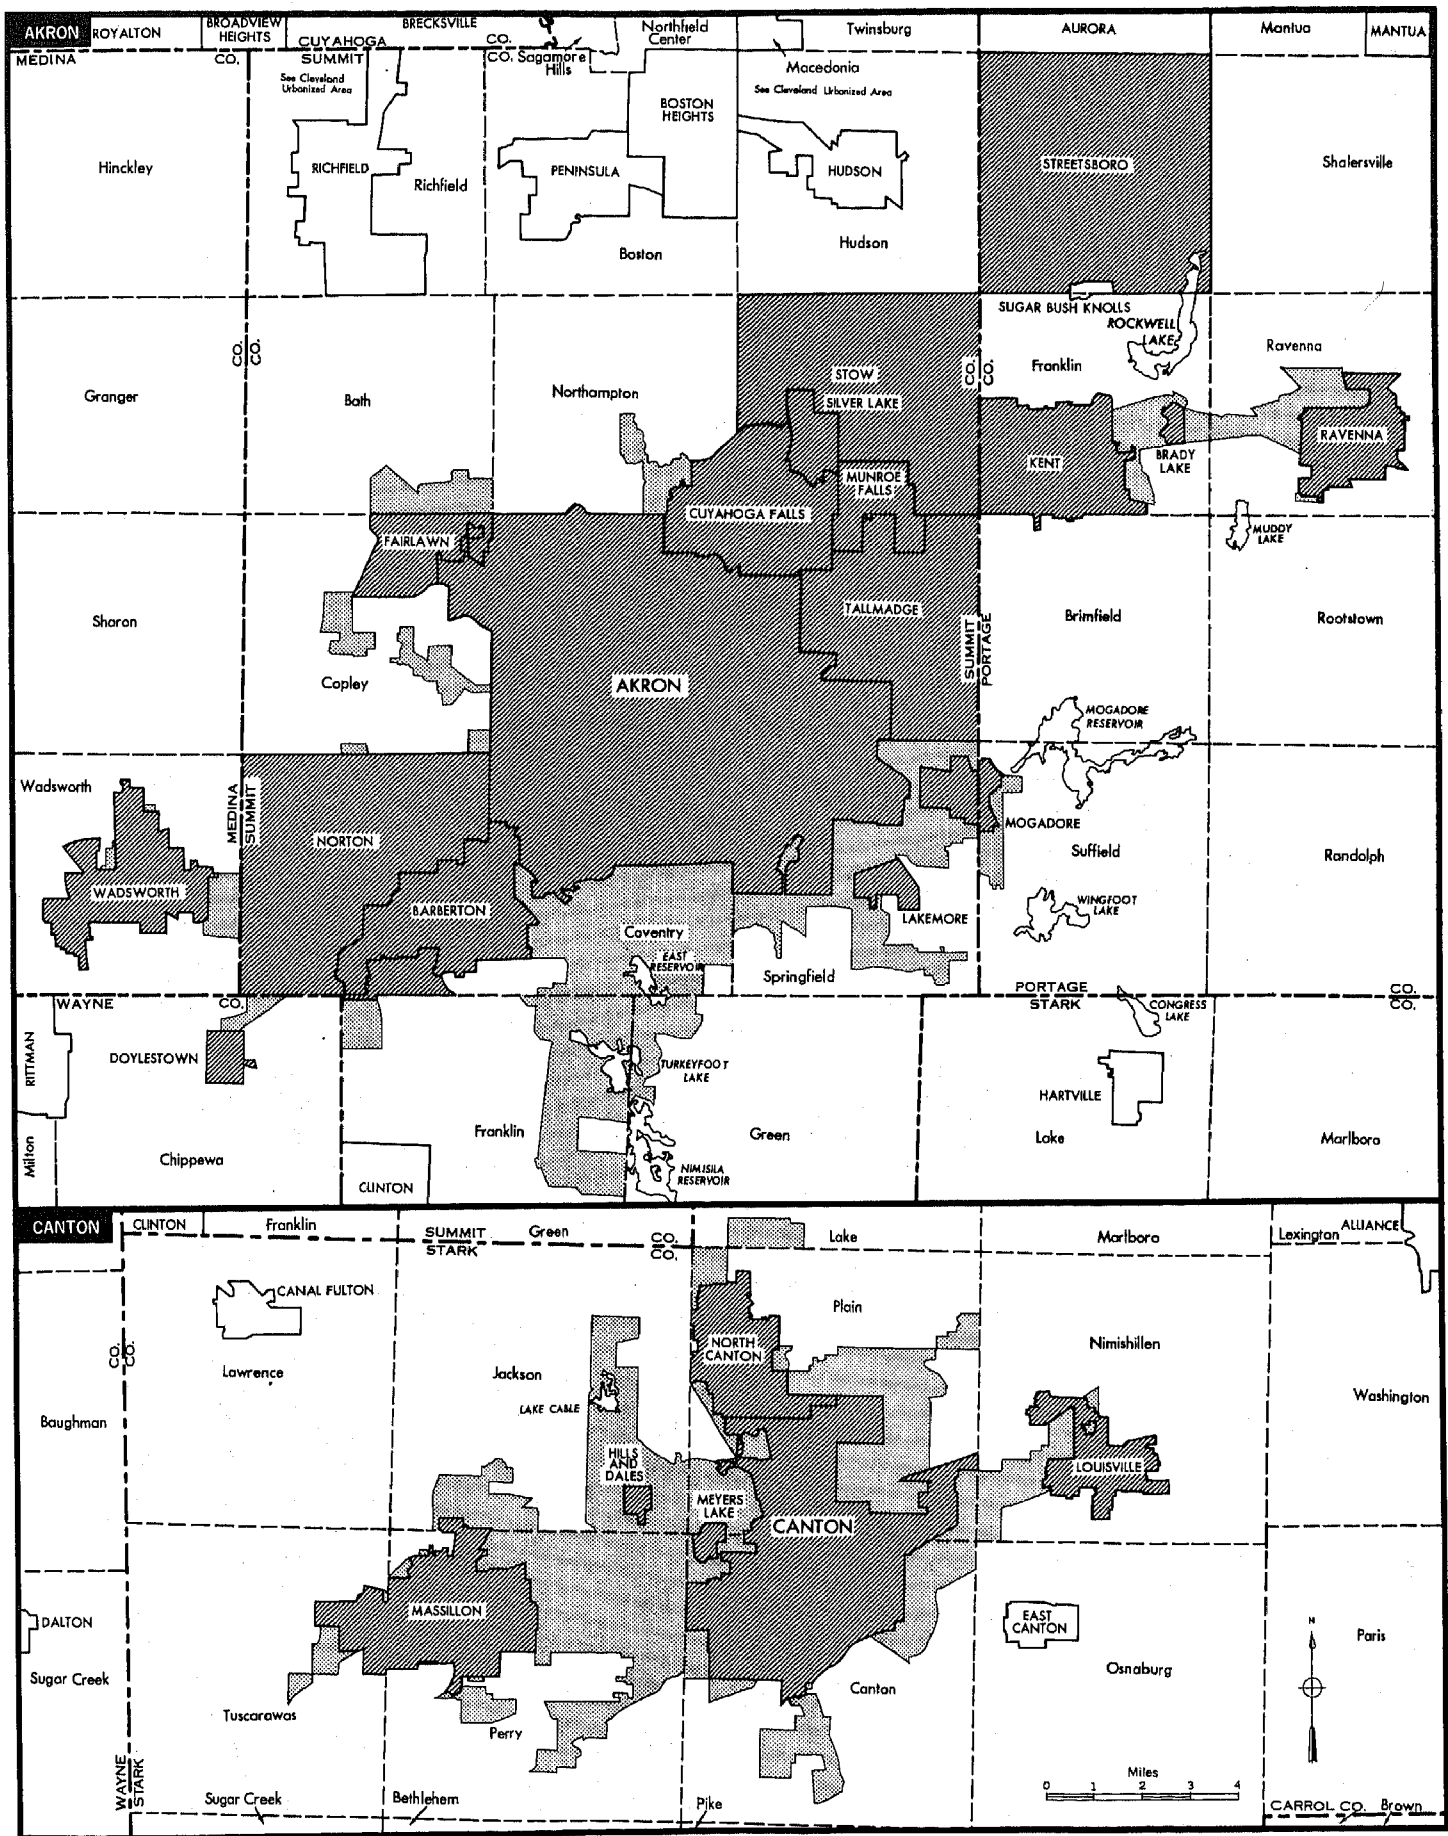 AKRON
ROYALTON
BROADVIEW
HEIGHTS
BRECKSVILLE
Northfield
Center
Twinsburg
AURORA
Mantua
MANTUA
CUYAHOGA
CO.
MEDINA
CO.
SUMMIT
CO.
Sagamore
Hills
See Cleveland
Urbanized Area
Macedonia
See Cleveland Urbanized Area
BOSTON
HEIGHTS
Hinckley
RICHFIELD
Richfield
PENINSULA
HUDSON
STREETSBORO
Shalersville
Boston
Hudson
SUGAR BUSH KNOLLS
ROCKWELL
LAKE
CO.
CO.
Ravenna
STOW
CO.
CO.
Franklin
Granger
Bath
Northampton
SILVER LAKE
KENT
BRADY
LAKE
RAVENNA
MUNROE
FALLS
CUYAHOGA FALLS
FAIRLAWN
MUDDY
LAKE
Sharon
TALLMADGE
Brimfield
Rootstown
SUMMIT
PORTAGE
Copley
AKRON
MOGADORE
RESERVOIR
Wadsworth
MEDINA
SUMMIT
NORTON
MOGADORE
Suffield
Randolph
WADSWORTH
BARBERTON
Coventry
LAKEMORE
WINGFOOT
LAKE
EAST
RESERVOIR
Springfield
PORTAGE
CO.
WAYNE
CO.
STARK
CO.
CONGRESS
LAKE
RITTMAN
DOYLESTOWN
TURKEYFOOT
LAKE
HARTVILLE
Franklin
Green
Lake
Marlboro
Milton
Chippewa
CLINTON
NIMISILA
RESERVOIR
CANTON
CLINTON
Franklin
SUMMIT
STARK
Green
CO.
CO.
Lake
Marlboro
Lexington
ALLIANCE
CANAL FULTON
Plain
NORTH
CANTON
Nimishillen
CO.
CO.
Lawrence
Jackson
LAKE CABLE
Washington
Baughman
HILLS
AND
DALES
LOUISVILLE
MEYERS
LAKE
CANTON
DALTON
MASSILLON
EAST
CANTON
N
Paris
Sugar Creek
Osnaburg
Canton
Tuscarawas
Perry
WAYNE
STARK
Miles
0 1 2 3 4
Sugar Creek
Bethlehem
Pike
CARROL CO.
Brown